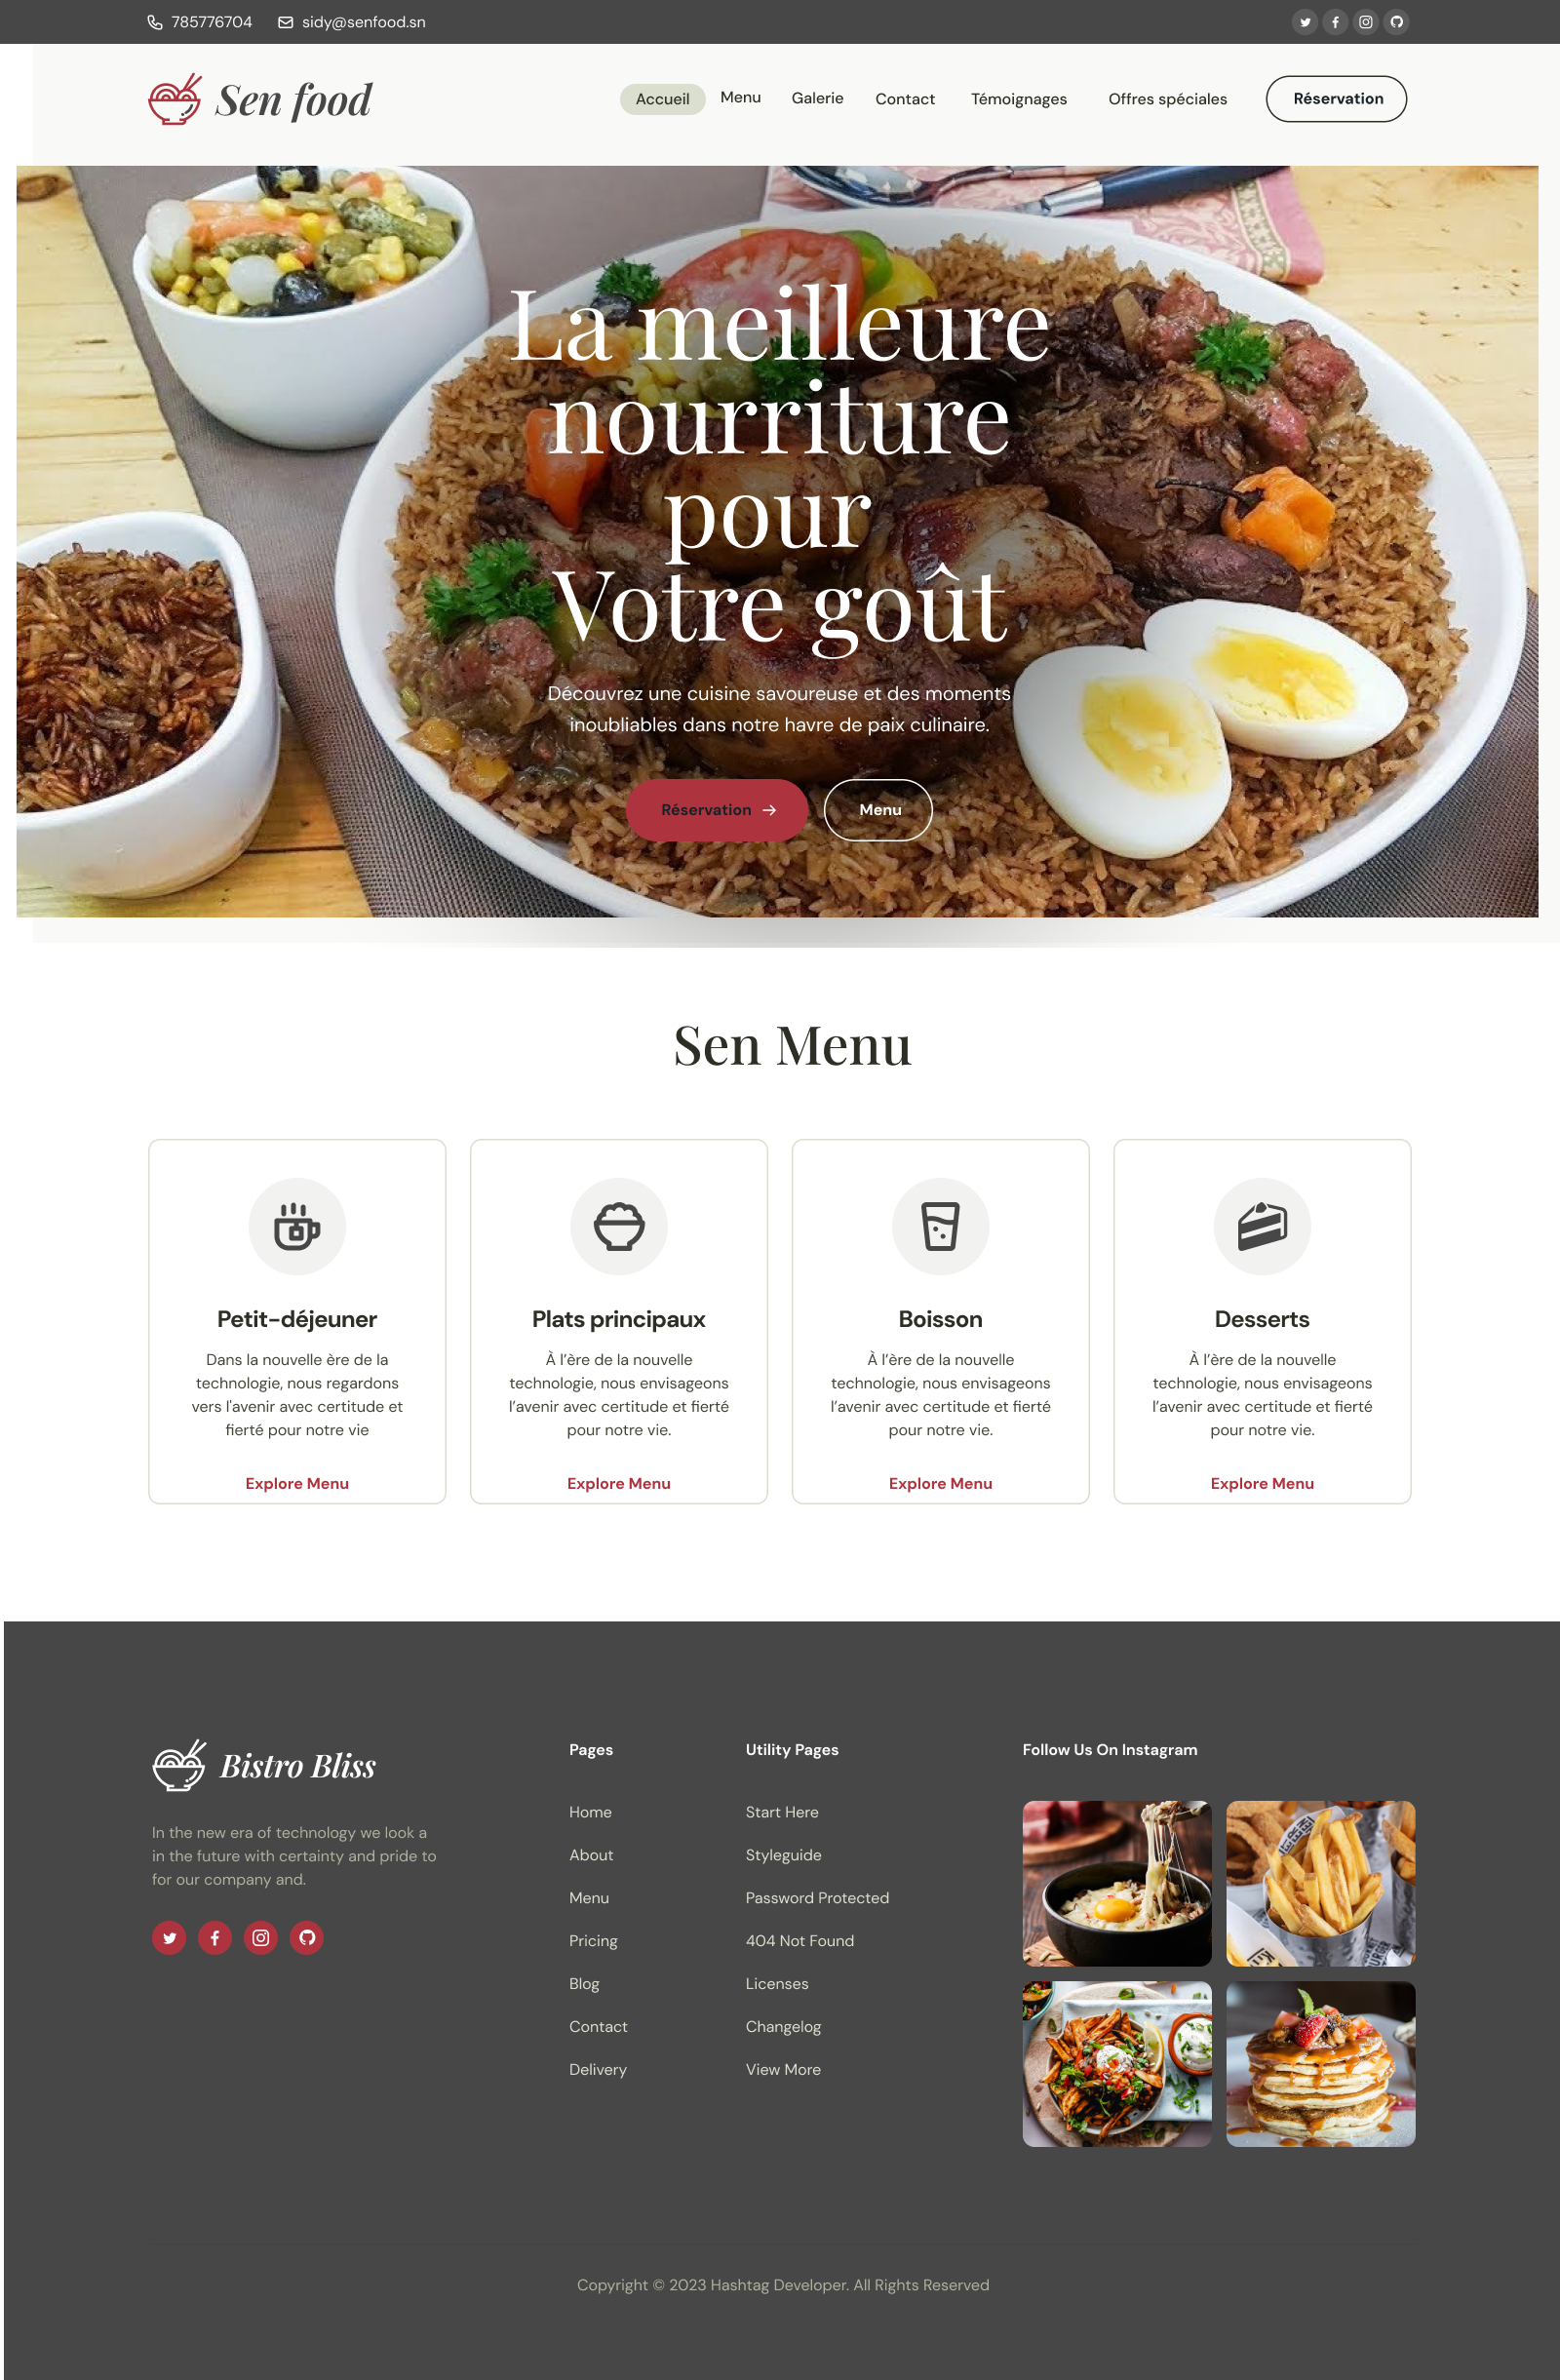 785776704
sidy@senfood.sn
Sen food
Accueil
Menu
Galerie
Contact
Témoignages
Offres spéciales
Réservation
La meilleure
nourriture
pour
Votre goût
Découvrez une cuisine savoureuse et des moments
inoubliables dans notre havre de paix culinaire.
Réservation
Menu
Sen Menu
Petit-déjeuner
Dans la nouvelle ère de la
technologie, nous regardons
vers l'avenir avec certitude et
fierté pour notre vie
Explore Menu
Plats principaux
À l’ère de la nouvelle
technologie, nous envisageons
l’avenir avec certitude et fierté
pour notre vie.
Explore Menu
Boisson
À l’ère de la nouvelle
technologie, nous envisageons
l’avenir avec certitude et fierté
pour notre vie.
Explore Menu
Desserts
À l’ère de la nouvelle
technologie, nous envisageons
l’avenir avec certitude et fierté
pour notre vie.
Explore Menu
Bistro Bliss
In the new era of technology we look a
in the future with certainty and pride to
for our company and.
Pages
Home
About
Menu
Pricing
Blog
Contact
Delivery
Utility Pages
Start Here
Styleguide
Password Protected
404 Not Found
Licenses
Changelog
View More
Follow Us On Instagram
Copyright © 2023 Hashtag Developer. All Rights Reserved